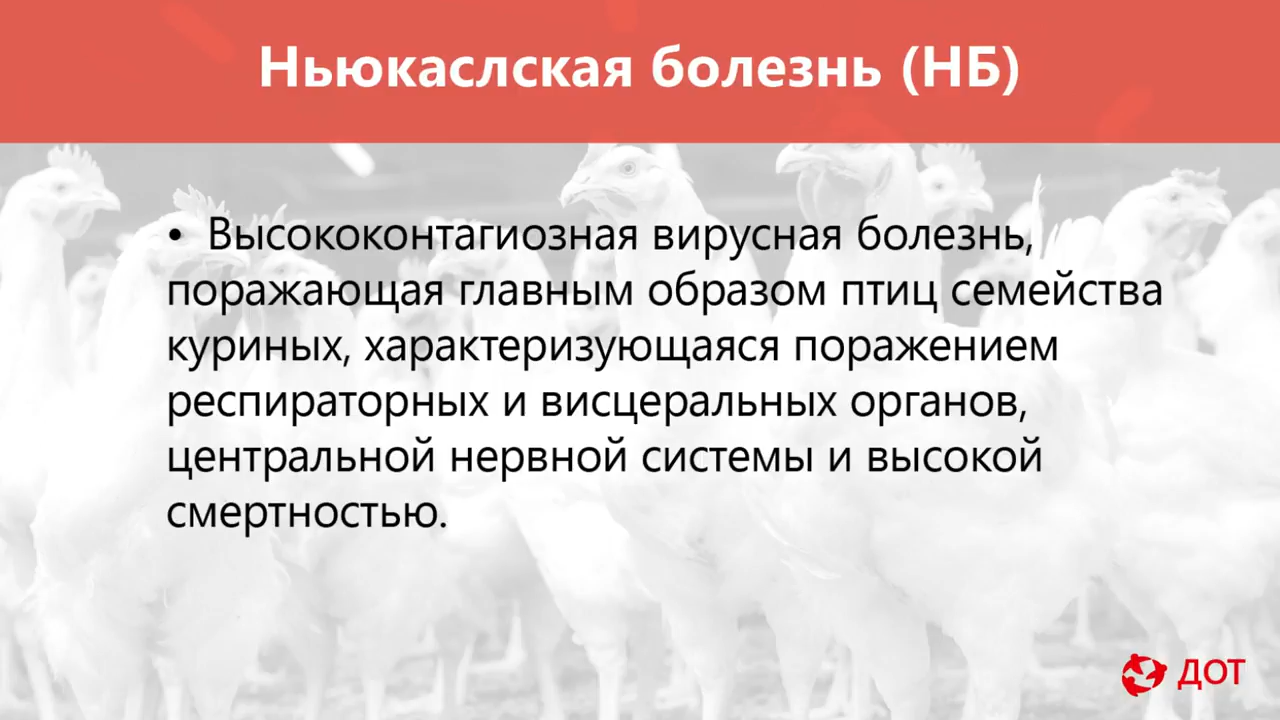 Ньюкаслская болезнь (НБ)
• Высококонтагиозная вирусная болезнь,
поражающая главным образом птиц семейства
куриных, характеризующаяся поражением
респираторных и висцеральных органов,
центральной нервной системы и высокой
смертностью.
ДОТ